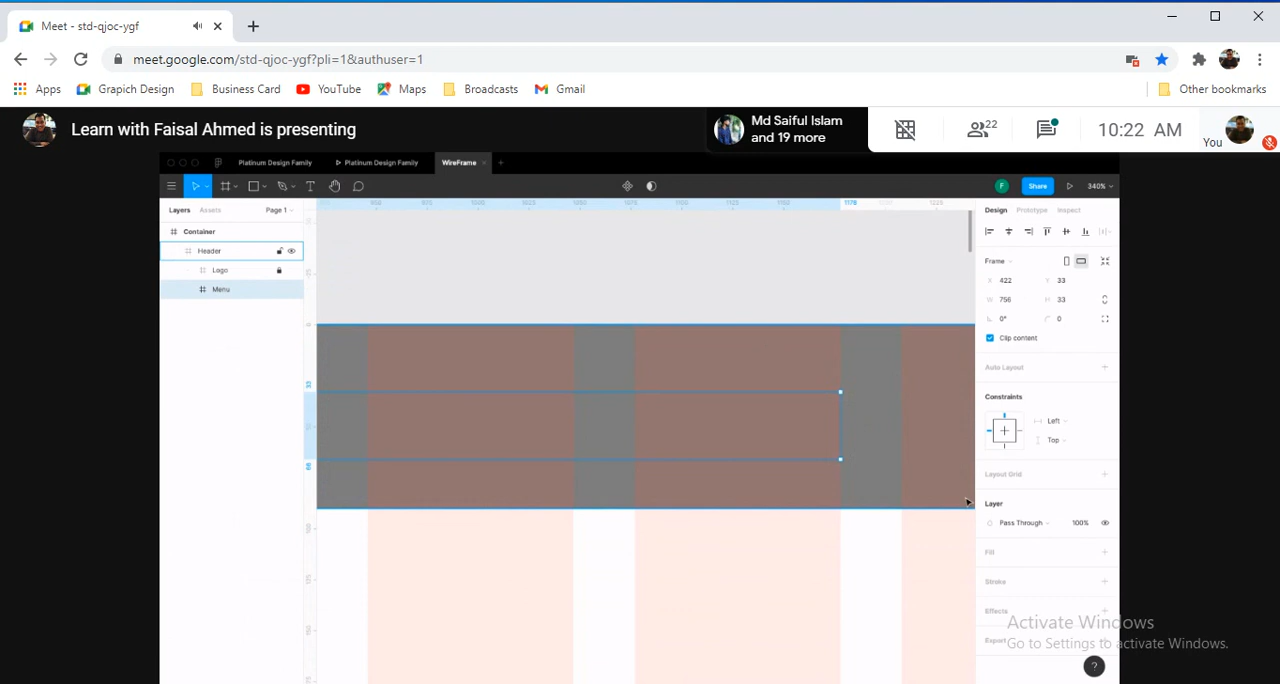 Meet - std-qjoc-ygf
meet.google.com/std-qjoc-ygf?pli=1&authuser=1
Apps Grapich Design Business Card YouTube Maps Broadcasts Gmail Other bookmarks
Learn with Faisal Ahmed is presenting
Md Saiful Islam
and 19 more
22
10:22 AM
You
Platinum Design Family Platinum Design Family WireFrame
F Share 340%
Layers Assets Page 1
1178
Design Prototype Inspect
Container
Header
Logo
Menu
Frame
X 422 Y 33
W 756 H 33
0° 0
Clip content
Auto Layout
Constraints
Left
Top
Layout Grid
Layer
Pass Through 100%
Fill
Stroke
Effects
Export
33
66
Activate Windows
Go to Settings to activate Windows.